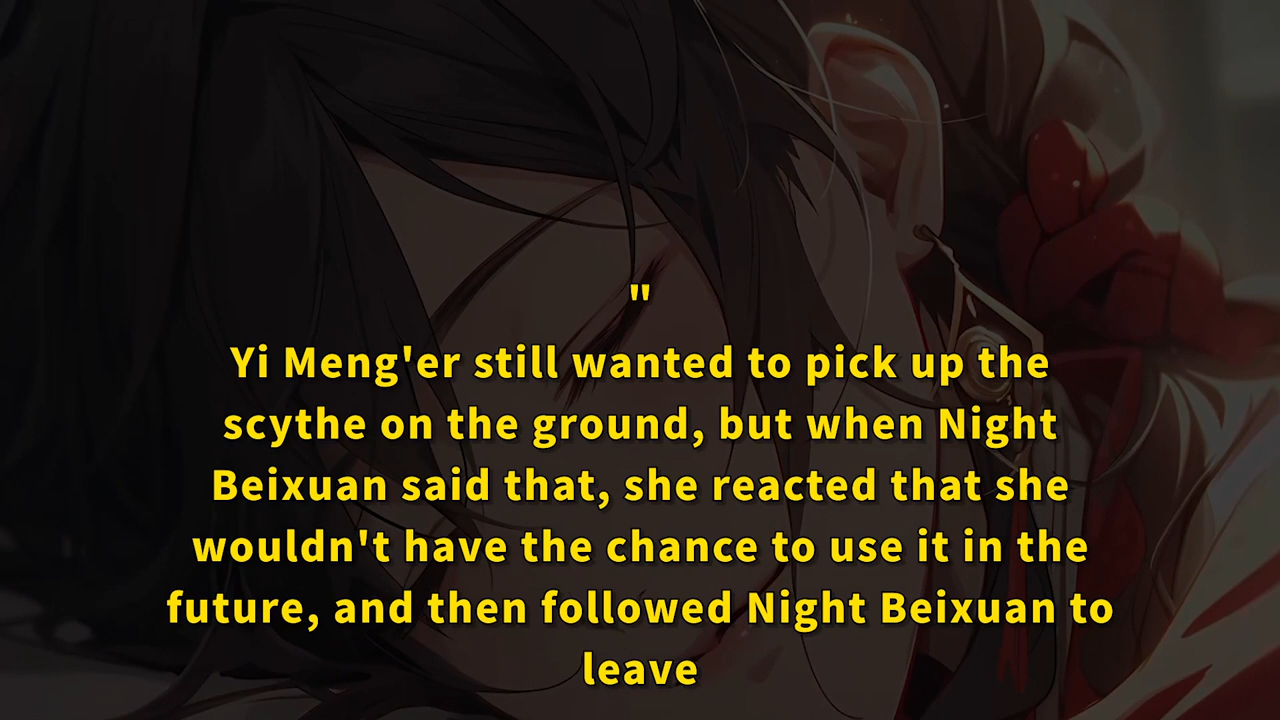 "
Yi Meng'er still wanted to pick up the
scythe on the ground, but when Night
Beixuan said that, she reacted that she
wouldn't have the chance to use it in the
future, and then followed Night Beixuan to
leave